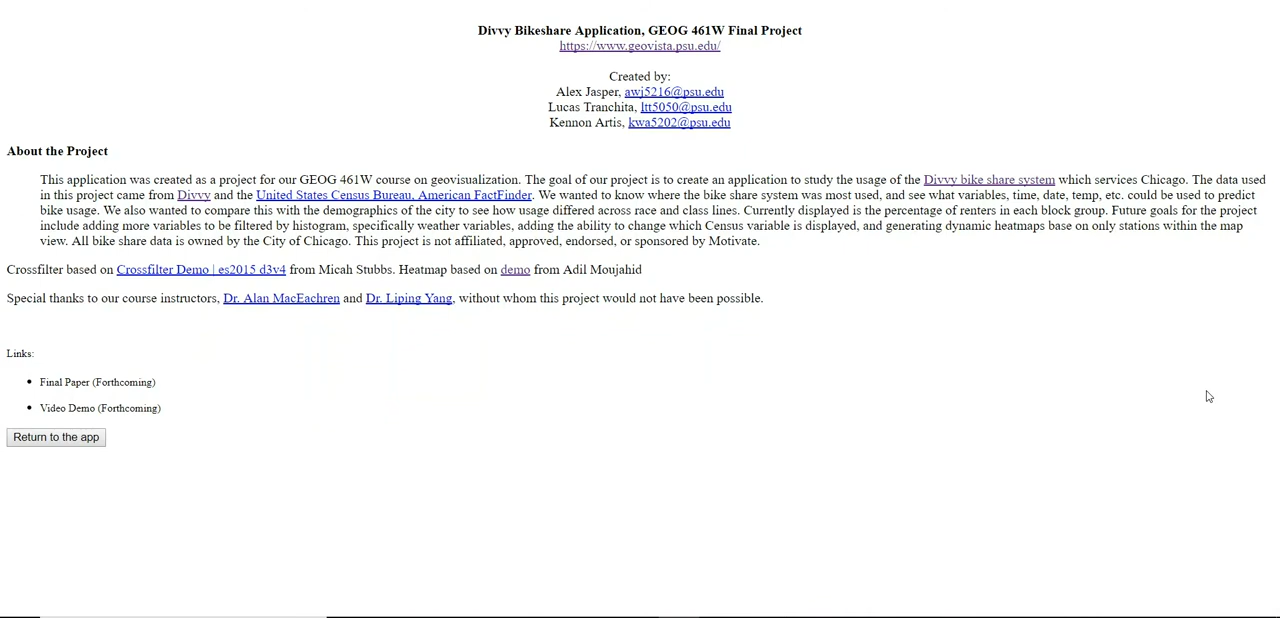 Divvy Bikeshare Application, GEOG 461W Final Project
https://www.geovista.psu.edu/
Created by:
Alex Jasper, awj5216@psu.edu
Lucas Tranchita, ltt5050@psu.edu
Kennon Artis, kwa5202@psu.edu
About the Project
This application was created as a project for our GEOG 461W course on geovisualization. The goal of our project is to create an application to study the usage of the Divvy bike share system which services Chicago. The data used
in this project came from Divvy and the United States Census Bureau, American FactFinder. We wanted to know where the bike share system was most used, and see what variables, time, date, temp, etc. could be used to predict
bike usage. We also wanted to compare this with the demographics of the city to see how usage differed across race and class lines. Currently displayed is the percentage of renters in each block group. Future goals for the project
include adding more variables to be filtered by histogram, specifically weather variables, adding the ability to change which Census variable is displayed, and generating dynamic heatmaps base on only stations within the map
view. All bike share data is owned by the City of Chicago. This project is not affiliated, approved, endorsed, or sponsored by Motivate.
Crossfilter based on Crossfilter Demo | es2015 d3v4 from Micah Stubbs. Heatmap based on demo from Adil Moujahid
Special thanks to our course instructors, Dr. Alan MacEachren and Dr. Liping Yang, without whom this project would not have been possible.
Links:
• Final Paper (Forthcoming)
• Video Demo (Forthcoming)
Return to the app